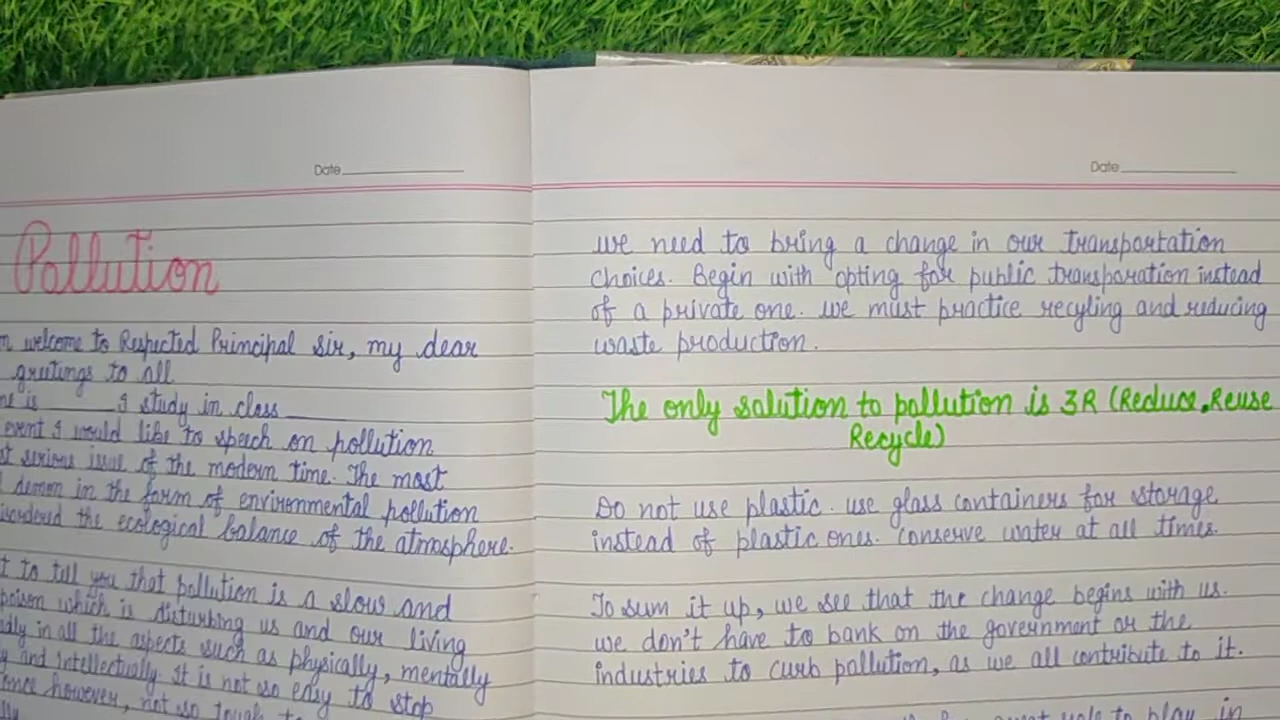 Date
Pollution
welcome to Respected Principal sir, my dear
greetings to all
is ______ I study in class ______
event I would like to speech on pollution
serious issue of the modern time. The most
demon in the form of environmental pollution
the ecological balance of the atmosphere.
to tell you that pollution is a slow and
poison which is disturbing us and our living
in all the aspects such as physically, mentally
and intellectually. It is not so easy to stop
however, not so tough to
Date
we need to bring a change in our transportation
choices. Begin with opting for public transporation instead
of a private one. we must practice recyling and reducing
waste production.
The only solution to pollution is 3R (Reduce, Reuse
Recycle)
Do not use plastic. use glass containers for storage
instead of plastic ones. conserve water at all times.
To sum it up, we see that the change begins with us.
we don't have to bank on the government or the
industries to curb pollution, as we all contribute to it.
role to play in